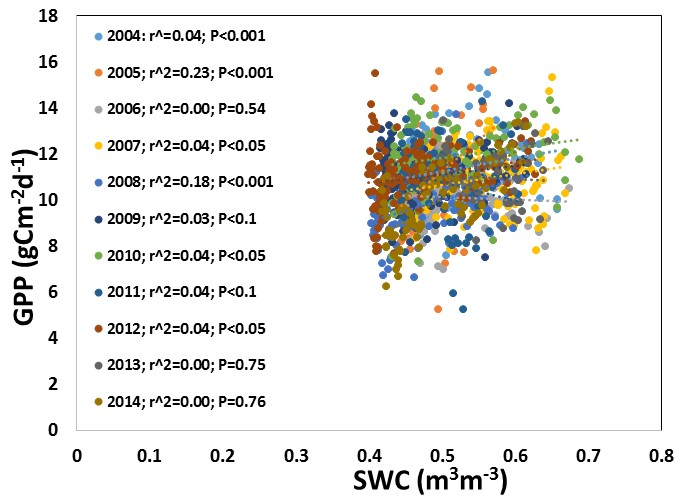 18
16
14
12
10
8
6
4
2
0
GPP (gCm-2d-1)
2004: r^=0.04; P<0.001
2005; r^2=0.23; P<0.001
2006; r^2=0.00; P=0.54
2007; r^2=0.04; P<0.05
2008; r^2=0.18; P<0.001
2009; r^2=0.03; P<0.1
2010; r^2=0.04; P<0.05
2011; r^2=0.04; P<0.1
2012; r^2=0.04; P<0.05
2013; r^2=0.00; P=0.75
2014; r^2=0.00; P=0.76
0 0.1 0.2 0.3 0.4 0.5 0.6 0.7 0.8
SWC (m3m-3)